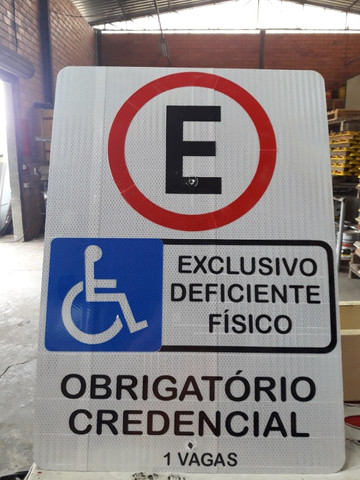 E
EXCLUSIVO
DEFICIENTE
FÍSICO
OBRIGATÓRIO
CREDENCIAL
1 VAGAS